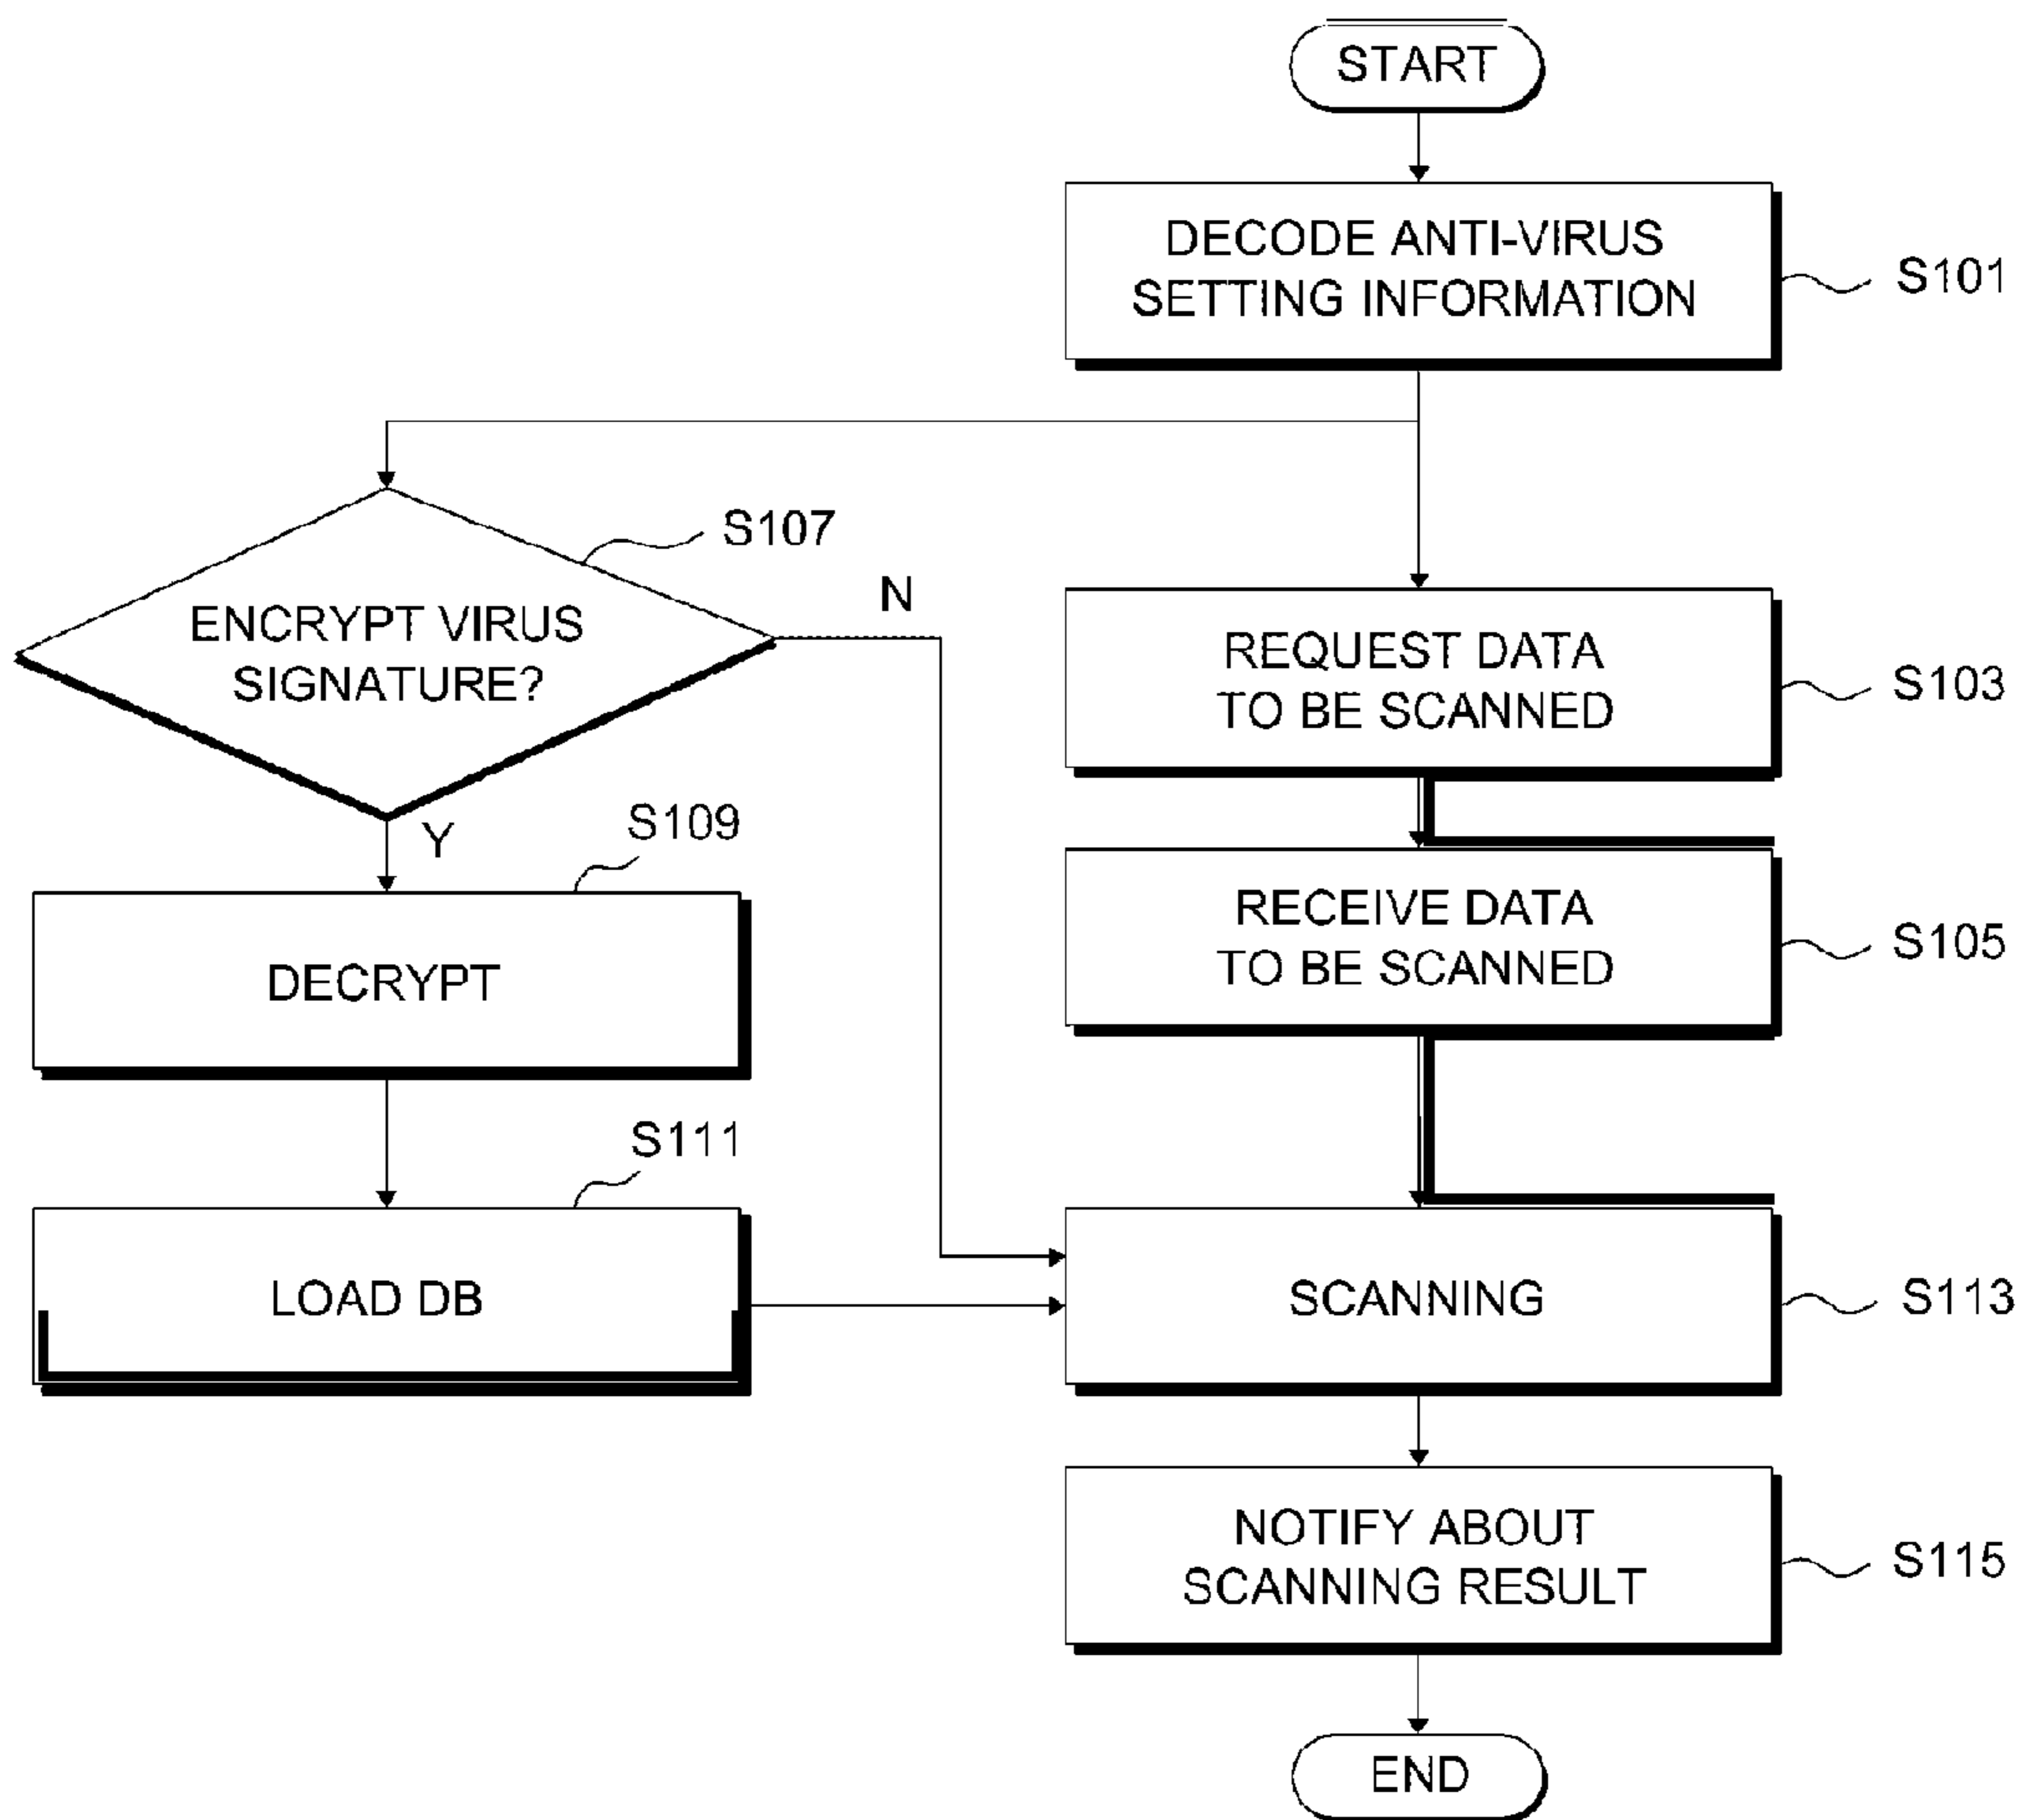 START
DECODE ANTI-VIRUS
SETTING INFORMATION
S101
S107
N
ENCRYPT VIRUS
SIGNATURE?
Y
REQUEST DATA
TO BE SCANNED
S103
S109
DECRYPT
RECEIVE DATA
TO BE SCANNED
S105
S111
LOAD DB
SCANNING
S113
NOTIFY ABOUT
SCANNING RESULT
S115
END